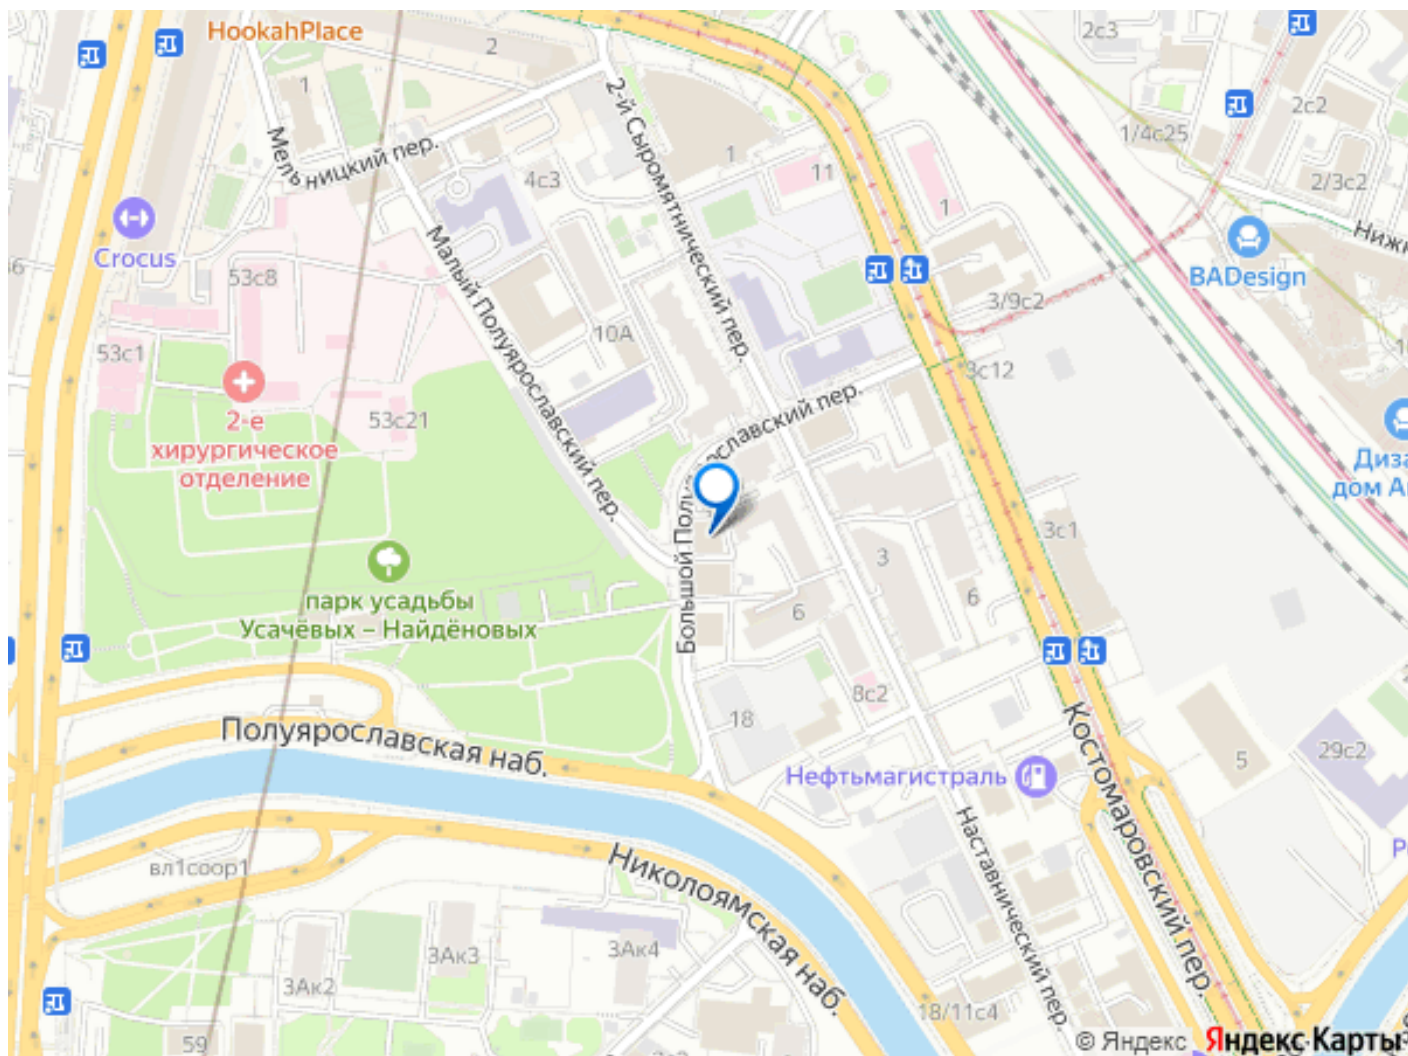 HookahPlace
2
2с3
1
2с2
1/4с25
Мельницкий пер.
2-й Сыромятнический пер.
1
4с3
11
1
2/3с2
Crocus
Малый Полуярославский пер.
BADesign
53с8
3/9с2
10А
53с1
3с12
53с21
2-е
хирургическое
отделение
Большой Полу
ославский пер.
3с1
3
6
6
парк усадьбы
Усачёвых – Найдёновых
8с2
18
Полуярославская наб.
Костомаровский пер.
5
29с2
Нефтьмагистраль
Наставнический пер.
вл1соор1
Николоямская наб.
3Ак3
3Ак4
3Ак2
18/11с4
59
© Яндекс Яндекс Карты